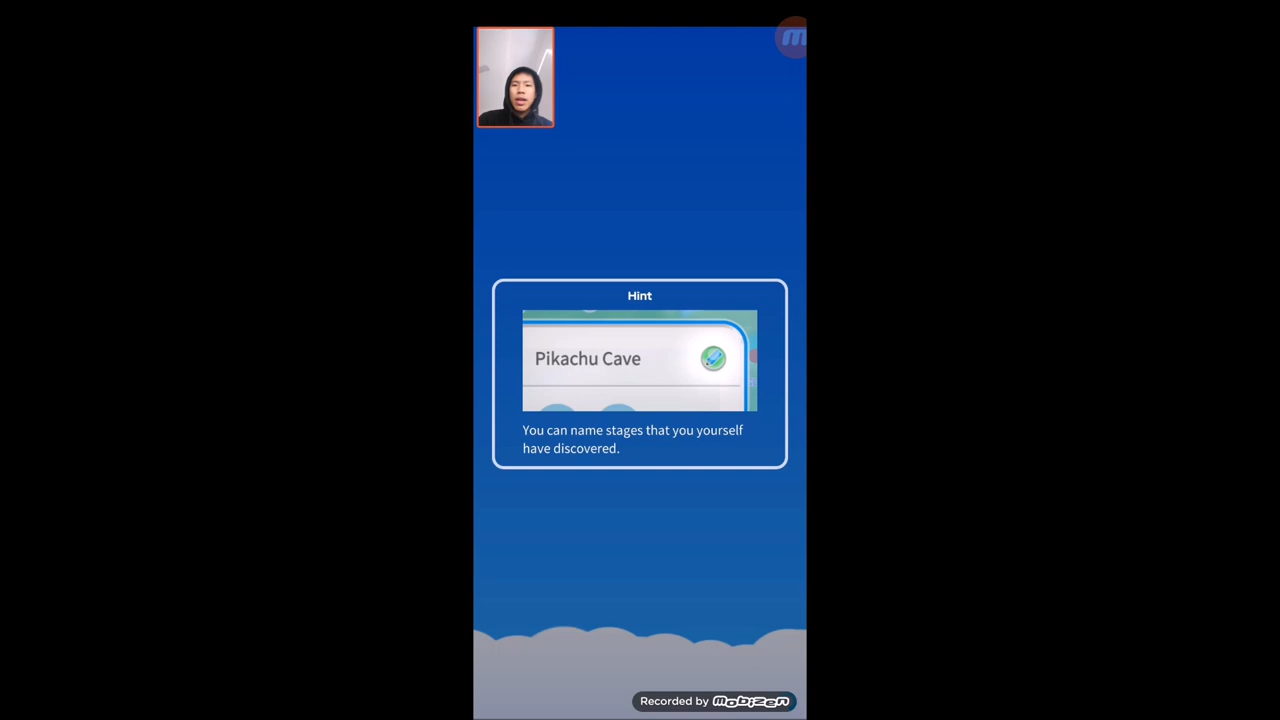 Hint
Pikachu Cave
You can name stages that you yourself
have discovered.
Recorded by mobizen